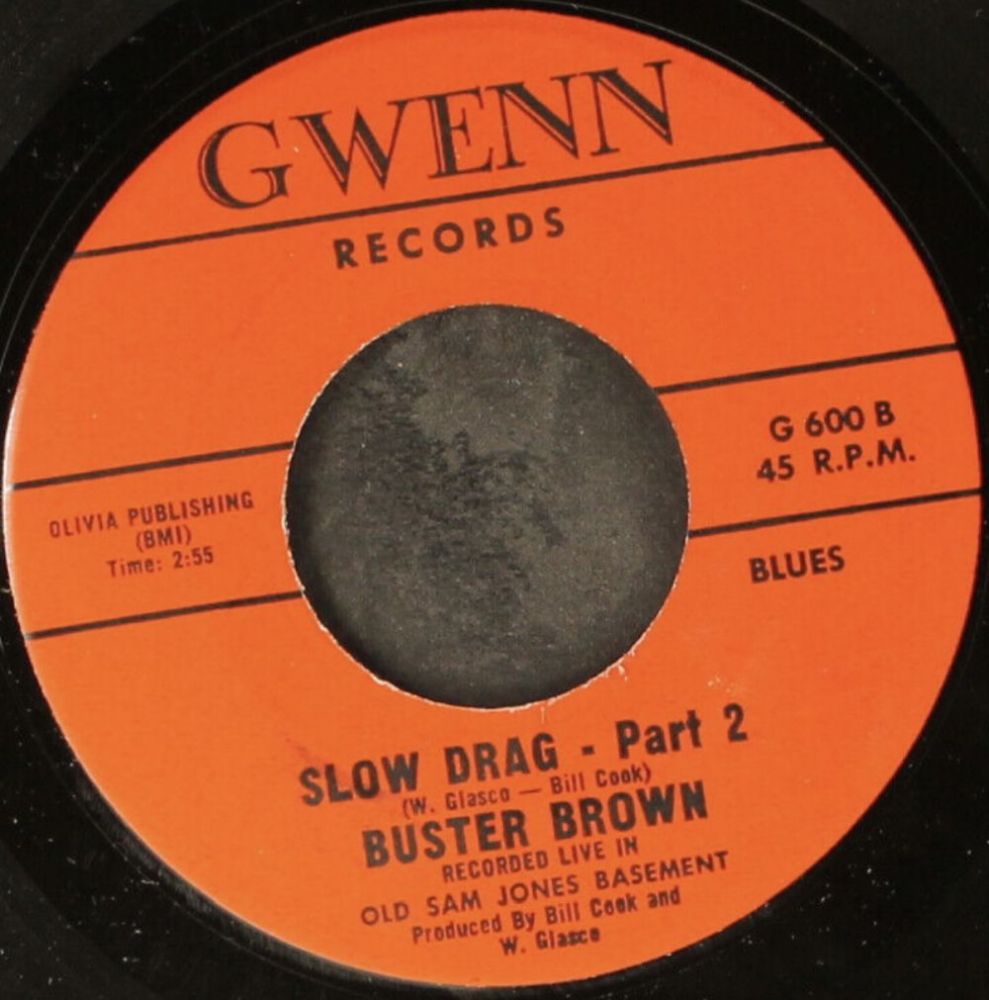 GWENN
RECORDS
G 600 B
45 R.P.M.
OLIVIA PUBLISHING
(BMI)
Time: 2:55
BLUES
SLOW DRAG - Part 2
(W. Glasco — Bill Cook)
BUSTER BROWN
RECORDED LIVE IN
OLD SAM JONES BASEMENT
Produced By Bill Cook and
W. Glasco